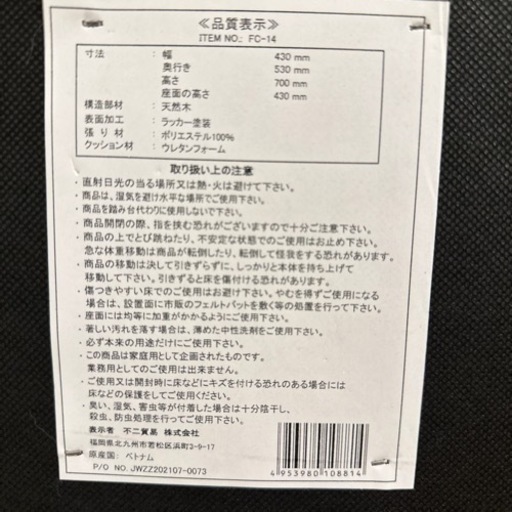 ≪品質表示≫
ITEM NO.: FC-14
寸法 : 幅 430 mm
奥行き 530 mm
高さ 700 mm
座面の高さ 430 mm
構造部材 : 天然木
表面加工 : ラッカー塗装
張り材 : ポリエステル100%
クッション材 : ウレタンフォーム
取り扱い上の注意
・直射日光の当る場所又は熱・火は避けて下さい。
・商品は、湿気を避け水平な場所でご使用下さい。
・商品を踏み台代わりに使用しないで下さい。
・商品開閉の際、指を挟む恐れがございますので十分ご注意下さい。
・商品の上でとび跳ねたり、不安定な状態でのご使用はお止め下さい。
急な体重移動は商品が転倒したり、転倒して怪我をする恐れがあります。
・商品の移動は決して引きずらずに、しっかりと本体を持ち上げて
移動して下さい。引きずると床を傷付ける恐れがあります。
・傷つきやすい床でのご使用はお避け下さい。やむを得ずご使用になる
場合は、設置面に市販のフェルトパットを敷く等の処置を行って下さい。
・座面には均等に加重がかかるようにご使用下さい。
・著しい汚れを落す場合は、薄めた中性洗剤をご使用下さい。
・必ず本来の用途だけにご使用下さい。
・この商品は家庭用として企画されたものです。
業務用としてのご使用は出来ません。
・ご使用又は開封時に床などにキズを付ける恐れのある場合には
床などの保護をしてご使用下さい。
・臭い、湿気、害虫等が付着した場合は十分陰干し、
殺虫、防虫処理を行ってご使用下さい。
表示者 不二貿易 株式会社
福岡県北九州市若松区浜町3-9-17
原産国: ベトナム
P/O NO. JWZZ202107-0073
4 953980 108814